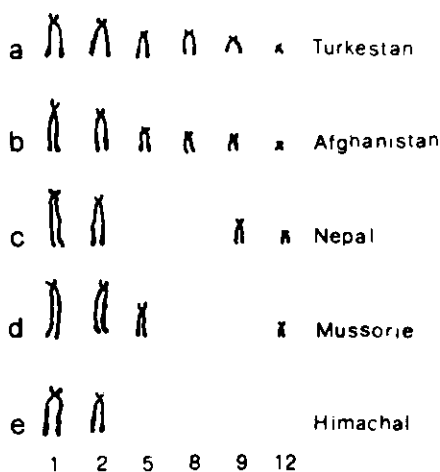 a Turkestan
b Afghanistan
c Nepal
d Mussorie
e Himachal
1 2 5 8 9 12